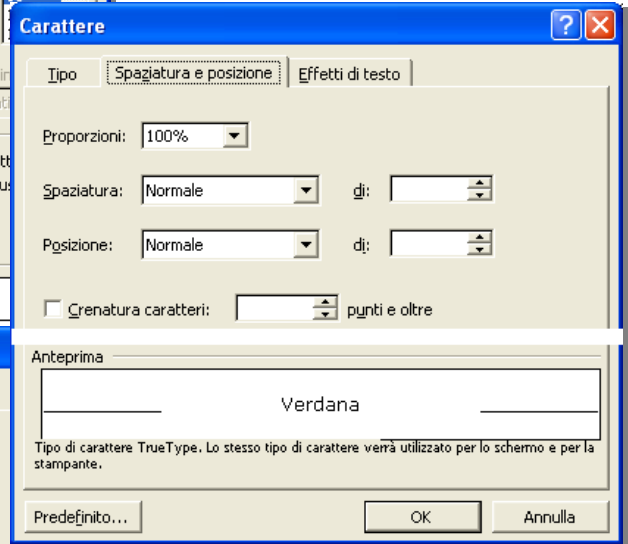 Carattere
Tipo Spaziatura e posizione Effetti di testo
Proporzioni: 100%
Spaziatura: Normale di:
Posizione: Normale di:
Crenatura caratteri: punti e oltre
Anteprima
Verdana
Tipo di carattere TrueType. Lo stesso tipo di carattere verrà utilizzato per lo schermo e per la
stampante.
Predefinito... OK Annulla